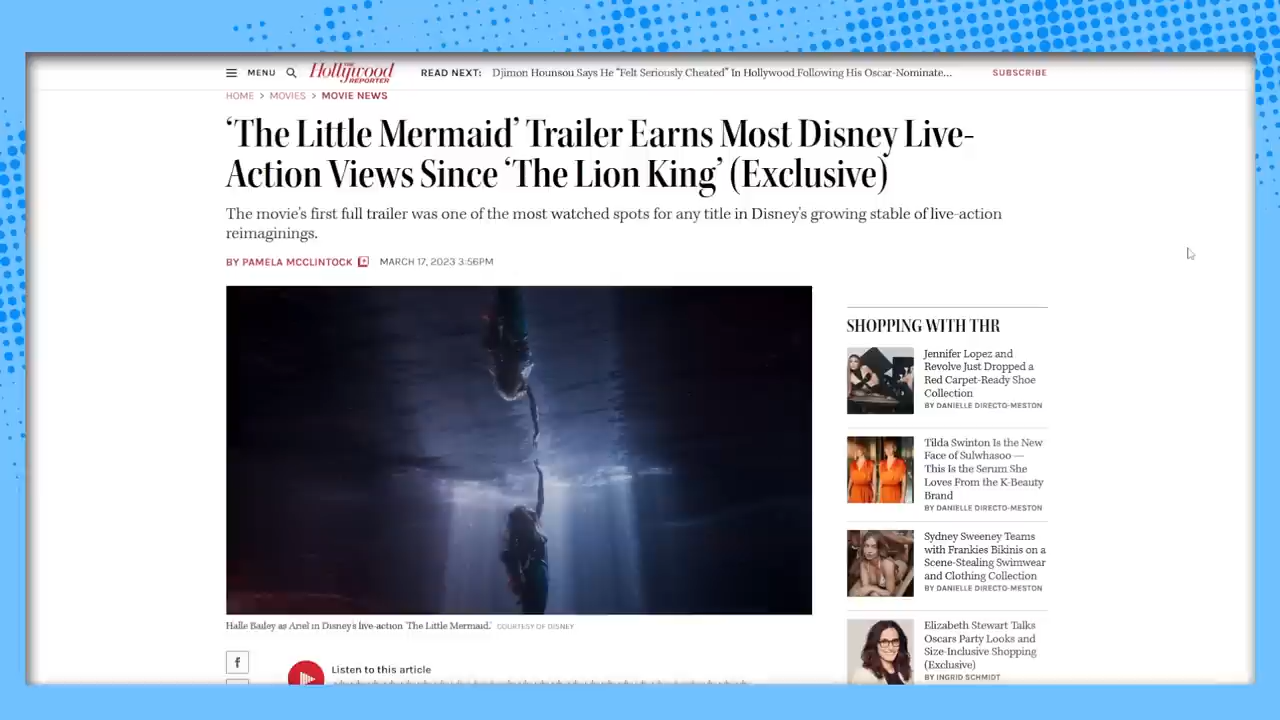 MENU
THE
Hollywood
REPORTER
READ NEXT: Djimon Hounsou Says He “Felt Seriously Cheated” In Hollywood Following His Oscar-Nominate...
SUBSCRIBE
HOME > MOVIES > MOVIE NEWS
‘The Little Mermaid’ Trailer Earns Most Disney Live-
Action Views Since ‘The Lion King’ (Exclusive)
The movie's first full trailer was one of the most watched spots for any title in Disney's growing stable of live-action
reimaginings.
BY PAMELA MCCLINTOCK MARCH 17, 2023 3:56PM
Halle Bailey as Ariel in Disney's live-action 'The Little Mermaid.' COURTESY OF DISNEY
f
Listen to this article
SHOPPING WITH THR
Jennifer Lopez and
Revolve Just Dropped a
Red Carpet-Ready Shoe
Collection
BY DANIELLE DIRECTO-MESTON
Tilda Swinton Is the New
Face of Sulwhasoo —
This Is the Serum She
Loves From the K-Beauty
Brand
BY DANIELLE DIRECTO-MESTON
Sydney Sweeney Teams
with Frankies Bikinis on a
Scene-Stealing Swimwear
and Clothing Collection
BY DANIELLE DIRECTO-MESTON
Elizabeth Stewart Talks
Oscars Party Looks and
Size-Inclusive Shopping
(Exclusive)
BY INGRID SCHMIDT